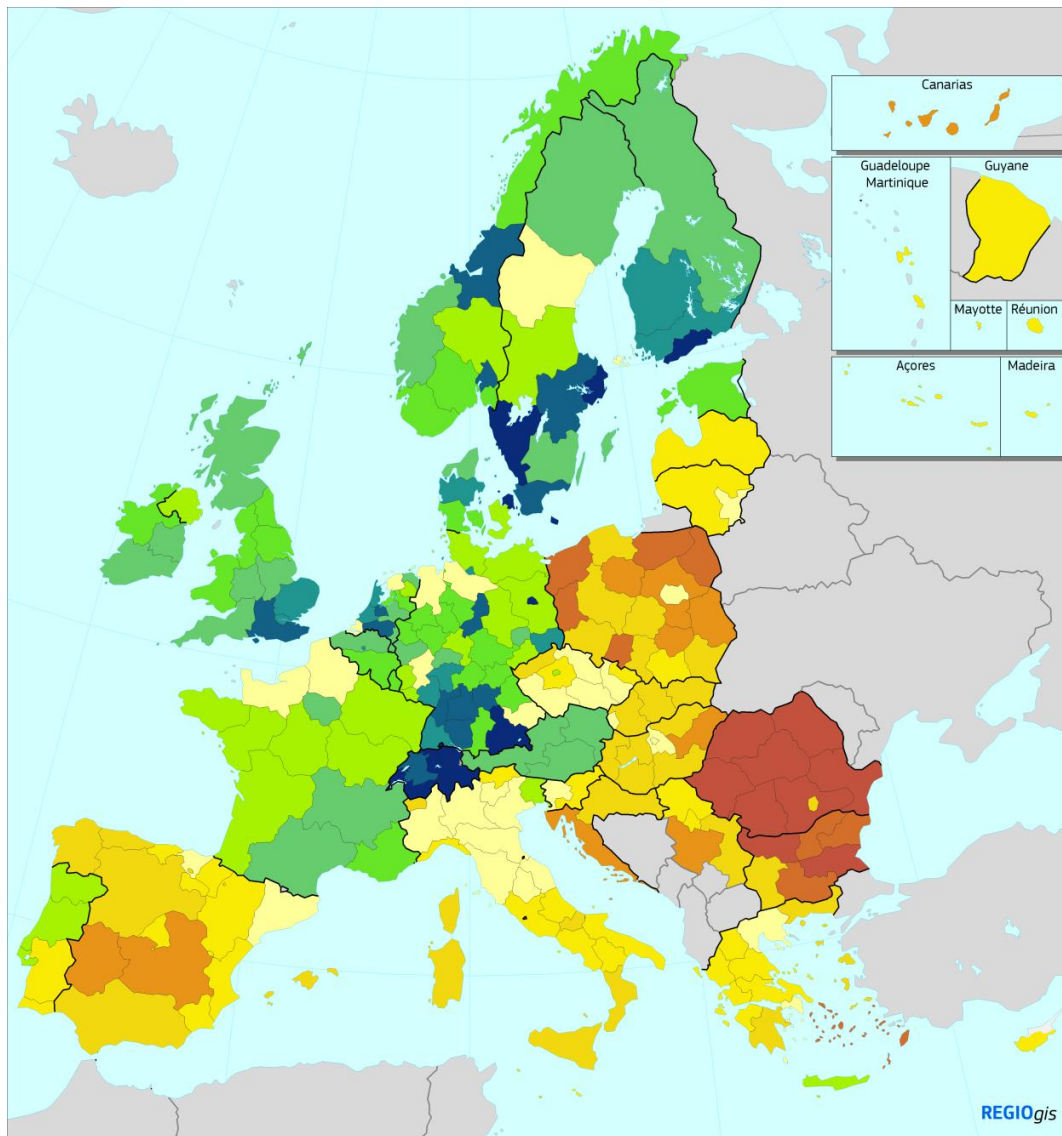 Canarias
Guadeloupe
Martinique
Guyane
Mayotte
Réunion
Açores
Madeira
REGIOgis